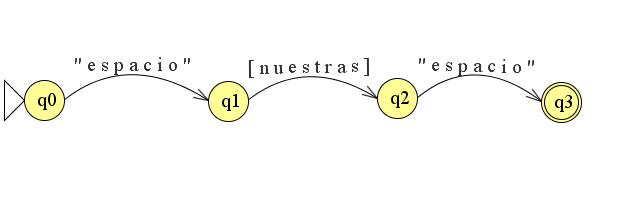 "espacio" [nuestras] "espacio"
q0 q1 q2 q3